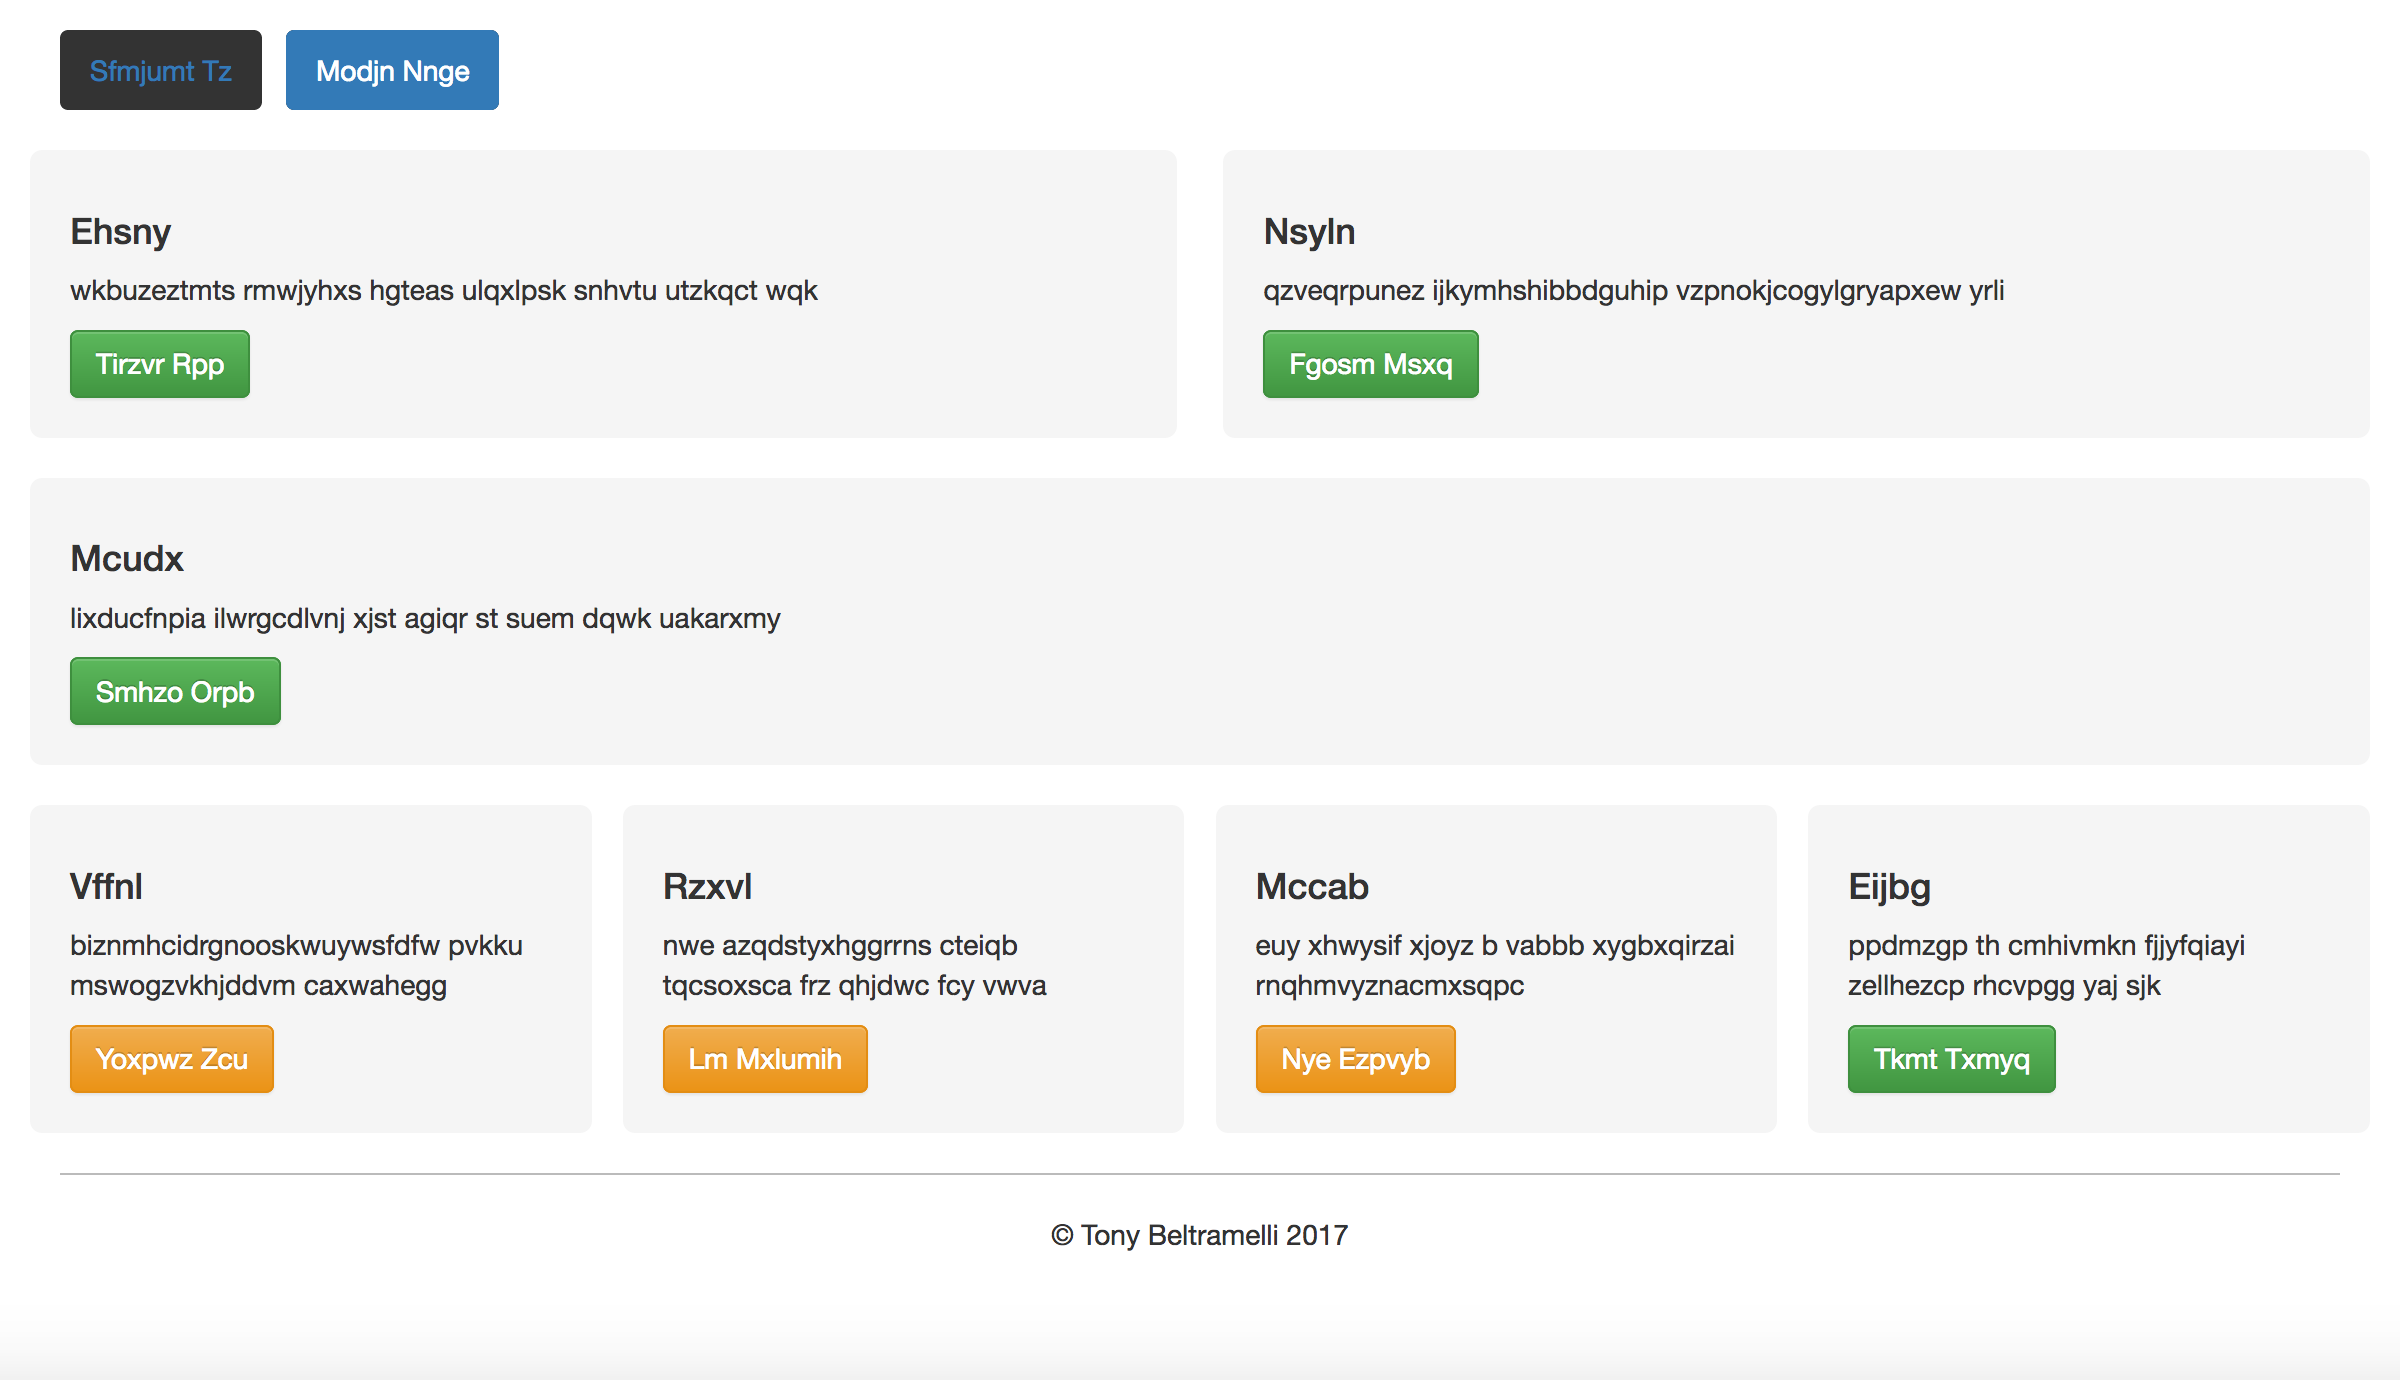 Sfmjumt Tz
Modjn Nnge
Ehsny
wkbuzeztmts rmwjyhxs hgteas ulqxlpsk snhvtu utzkqct wqk
Tirzvr Rpp
Nsyln
qzveqrpunez ijkymhshibbdguhip vzpnokjcogylgryapxew yrli
Fgosm Msxq
Mcudx
lixducfnpia ilwrgcdlvnj xjst agiqr st suem dqwk uakarxmy
Smhzo Orpb
Vffnl
biznmhcidrgnooskwuywsfdfw pvkku
mswogzvkhjddvm caxwahegg
Yoxpwz Zcu
Rzxvl
nwe azqdstyxhggrrns cteiqb
tqcsoxsca frz qhjdwc fcy vwva
Lm Mxlumih
Mccab
euy xhwysif xjoyz b vabbb xygbxqirzai
rnqhmvyznacmxsqpc
Nye Ezpvyb
Eijbg
ppdmzgp th cmhivmkn fijyfqiayi
zellhezcp rhcvpgg yaj sjk
Tkmt Txmyq
© Tony Beltramelli 2017